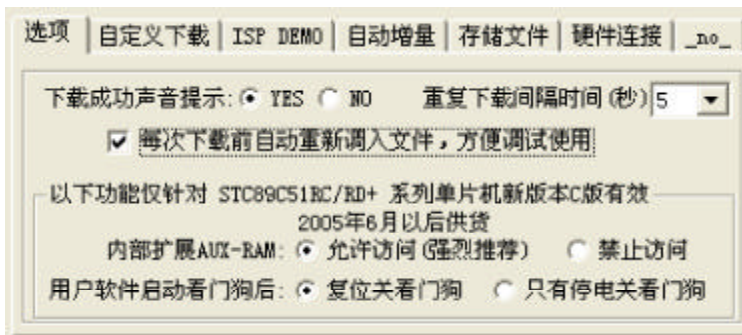 选项 自定义下载 ISP DEMO 自动增量 存储文件 硬件连接 _no_
下载成功声音提示: YES NO 重复下载间隔时间(秒) 5
每次下载前自动重新调入文件，方便调试使用
以下功能仅针对 STC89C51RC/RD+ 系列单片机新版本C版有效
2005年6月以后供货
内部扩展AUX-RAM: 允许访问(强烈推荐) 禁止访问
用户软件启动看门狗后: 复位关看门狗 只有停电关看门狗